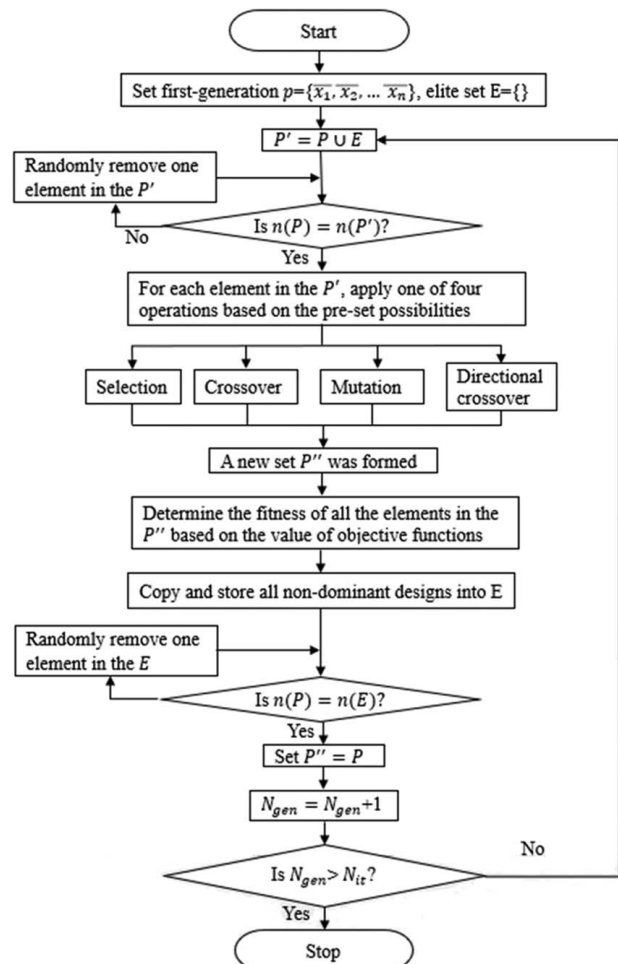 Start
Set first-generation p={x̅₁, x̅₂, … x̅ₙ}, elite set E={}
P′ = P ∪ E
Randomly remove one
element in the P′
Is n(P) = n(P′)?
No
Yes
For each element in the P′, apply one of four
operations based on the pre-set possibilities
Selection
Crossover
Mutation
Directional
crossover
A new set P″ was formed
Determine the fitness of all the elements in the
P″ based on the value of objective functions
Copy and store all non-dominant designs into E
Randomly remove one
element in the E
Is n(P) = n(E)?
Yes
Set P″ = P
N_gen = N_gen+1
No
Is N_gen> N_it?
Yes
Stop